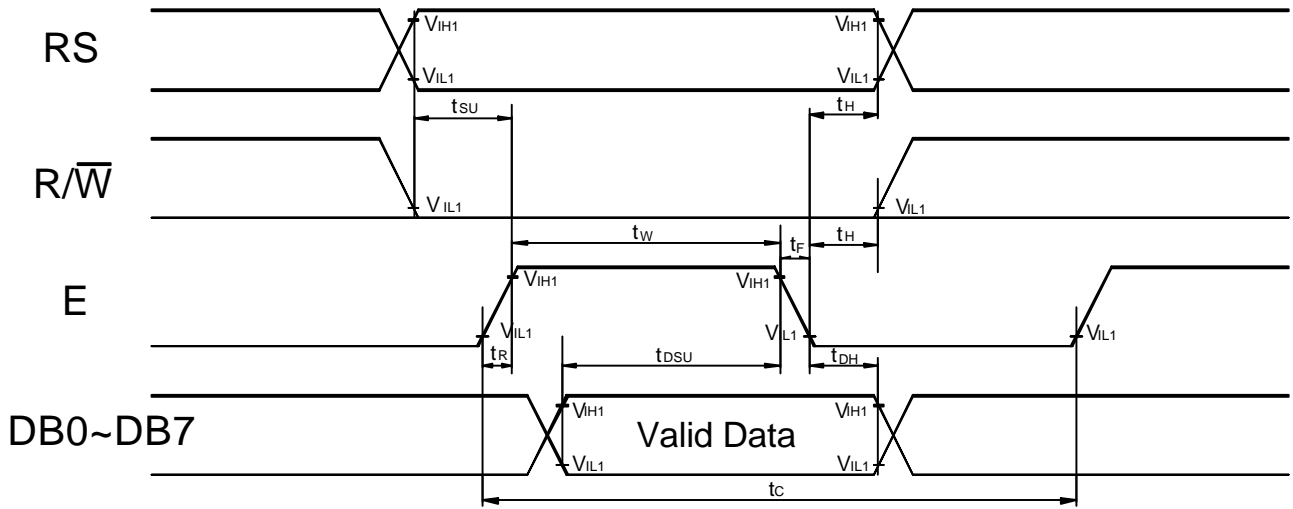 RS
VIH1
VIH1
VIL1
VIL1
tSU
tH
R/W̅
VIL1
VIL1
tW
tF
tH
E
VIH1
VIH1
VIL1
VIL1
VIL1
tR
tDSU
tDH
DB0~DB7
VIH1
Valid Data
VIH1
VIL1
VIL1
tC